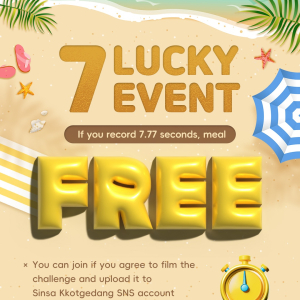 7 LUCKY
EVENT
If you record 7.77 seconds, meal
FREE
× You can join if you agree to film the
challenge and upload it to
Sinsa Kkotgedang SNS account